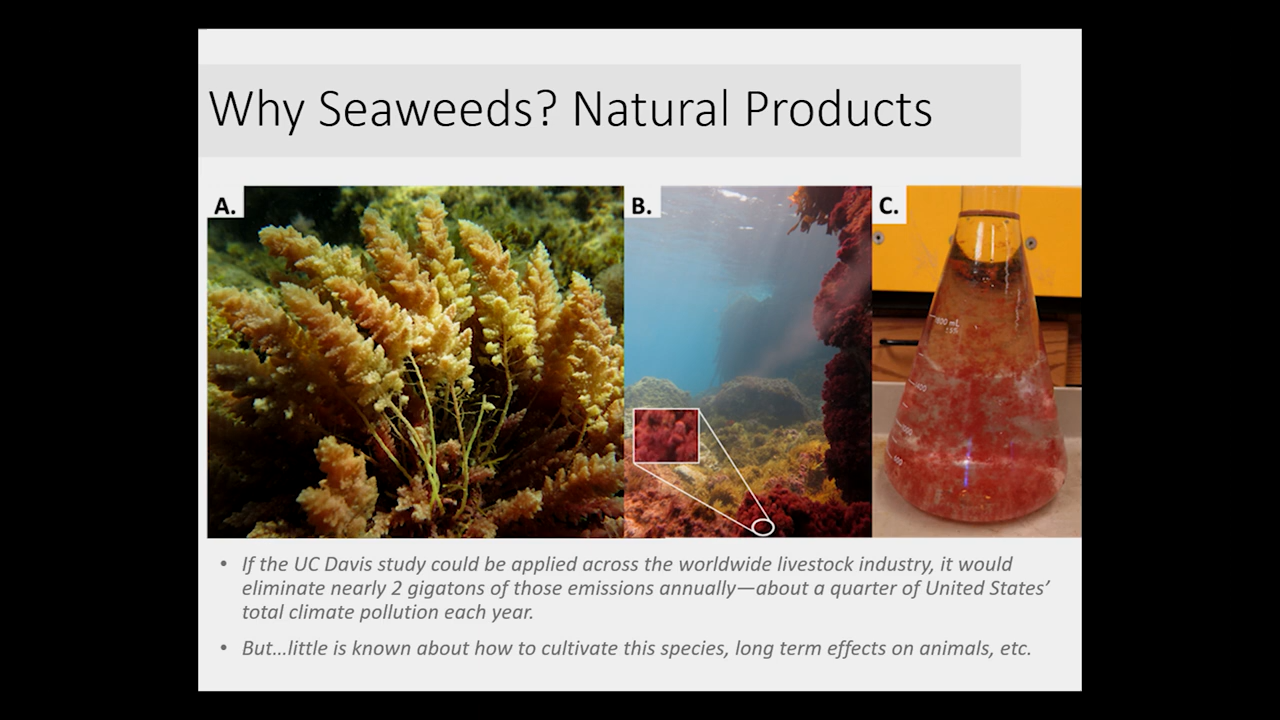 Why Seaweeds? Natural Products
A.
B.
C.
• If the UC Davis study could be applied across the worldwide livestock industry, it would
eliminate nearly 2 gigatons of those emissions annually—about a quarter of United States’
total climate pollution each year.
• But…little is known about how to cultivate this species, long term effects on animals, etc.